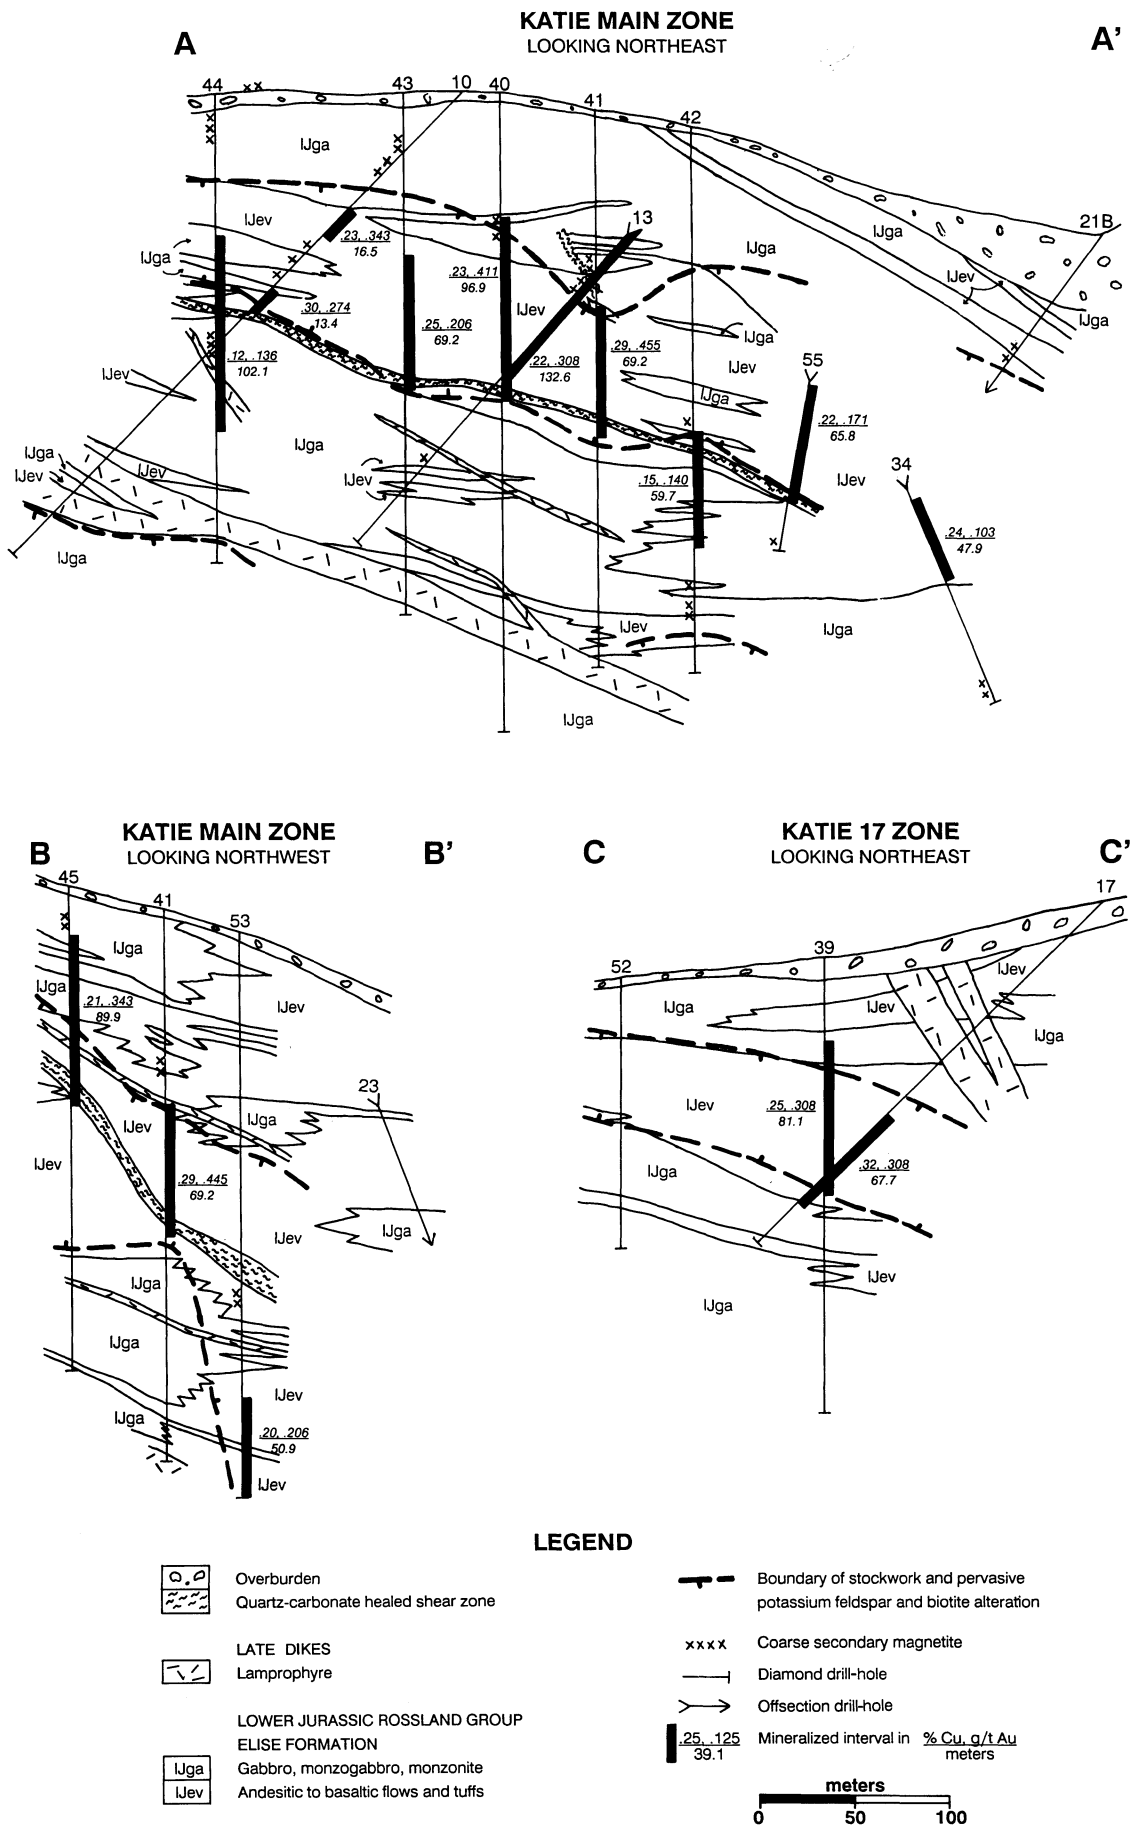 KATIE MAIN ZONE
LOOKING NORTHEAST
A
A'
44
43
10
40
41
42
lJga
lJev
13
lJga
21B
.23, .343
16.5
lJga
lJga
.23, .411
96.9
lJev
lJev
.30, .274
13.4
.25, .206
69.2
lJga
lJga
.12, .136
102.1
.22, .308
132.6
.29, .455
69.2
lJev
55
lJev
lJga
.22, .171
65.8
lJga
lJga
lJev
lJev
lJev
.15, .140
59.7
lJev
34
.24, .103
47.9
lJga
lJev
lJga
lJga
KATIE MAIN ZONE
LOOKING NORTHWEST
B
B'
45
41
53
lJga
lJga
lJev
.21, .343
89.9
23
lJga
lJev
lJev
.29, .445
69.2
lJev
lJga
lJga
lJga
lJev
lJga
.20, .206
50.9
lJev
KATIE 17 ZONE
LOOKING NORTHEAST
C
C'
17
39
52
lJev
lJga
lJev
lJga
lJev
.25, .308
81.1
lJga
.32, .308
67.7
lJev
lJga
LEGEND
Overburden
Quartz-carbonate healed shear zone
LATE DIKES
Lamprophyre
LOWER JURASSIC ROSSLAND GROUP
ELISE FORMATION
lJga Gabbro, monzogabbro, monzonite
lJev Andesitic to basaltic flows and tuffs
Boundary of stockwork and pervasive
potassium feldspar and biotite alteration
xxxx Coarse secondary magnetite
Diamond drill-hole
Offsection drill-hole
.25, .125
39.1
Mineralized interval in % Cu, g/t Au
meters
meters
0 50 100